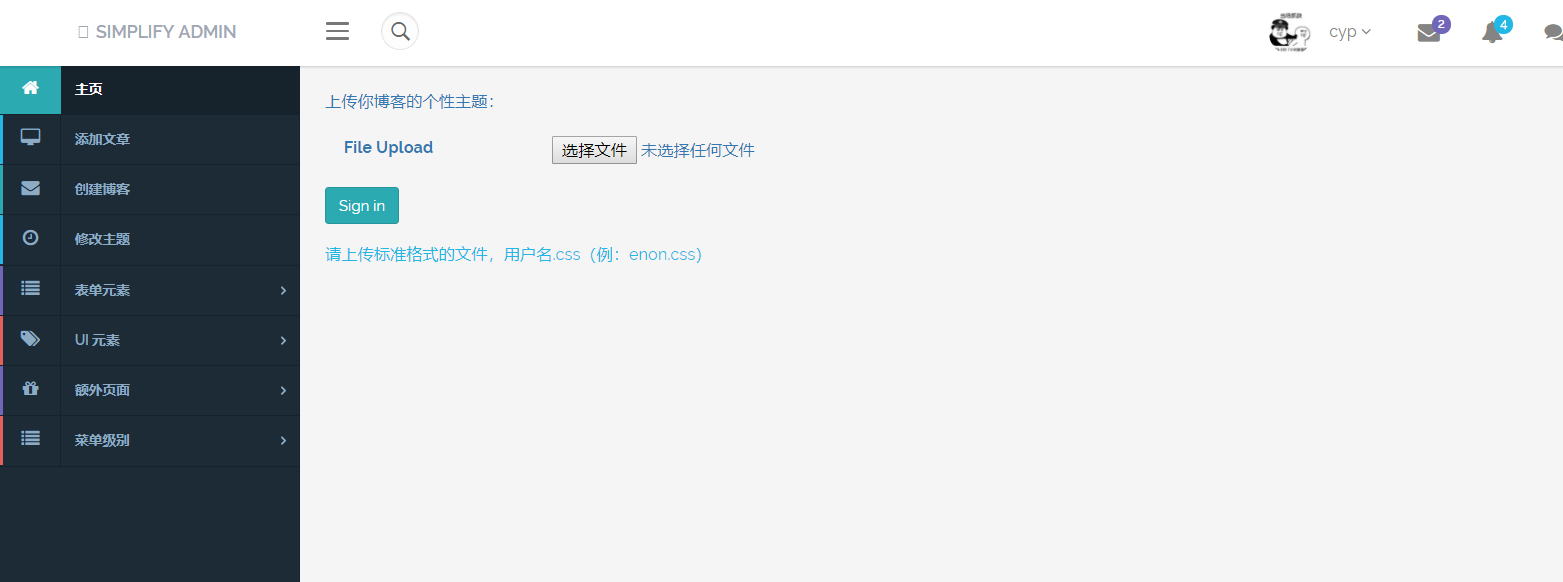 SIMPLIFY ADMIN
cyp
2
4
主页
添加文章
创建博客
修改主题
表单元素
UI 元素
额外页面
菜单级别
上传你博客的个性主题：
File Upload
选择文件 未选择任何文件
Sign in
请上传标准格式的文件，用户名.css（例：enon.css）